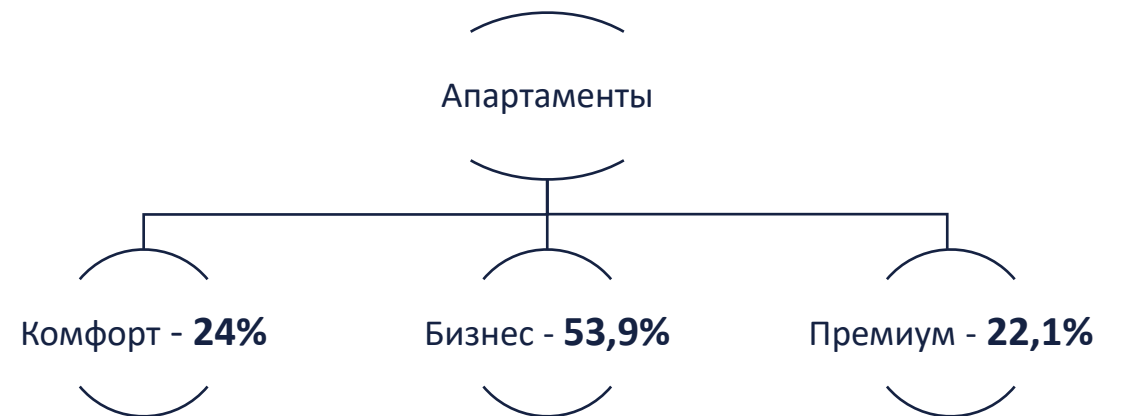 Апартаменты
Комфорт - 24%
Бизнес - 53,9%
Премиум - 22,1%